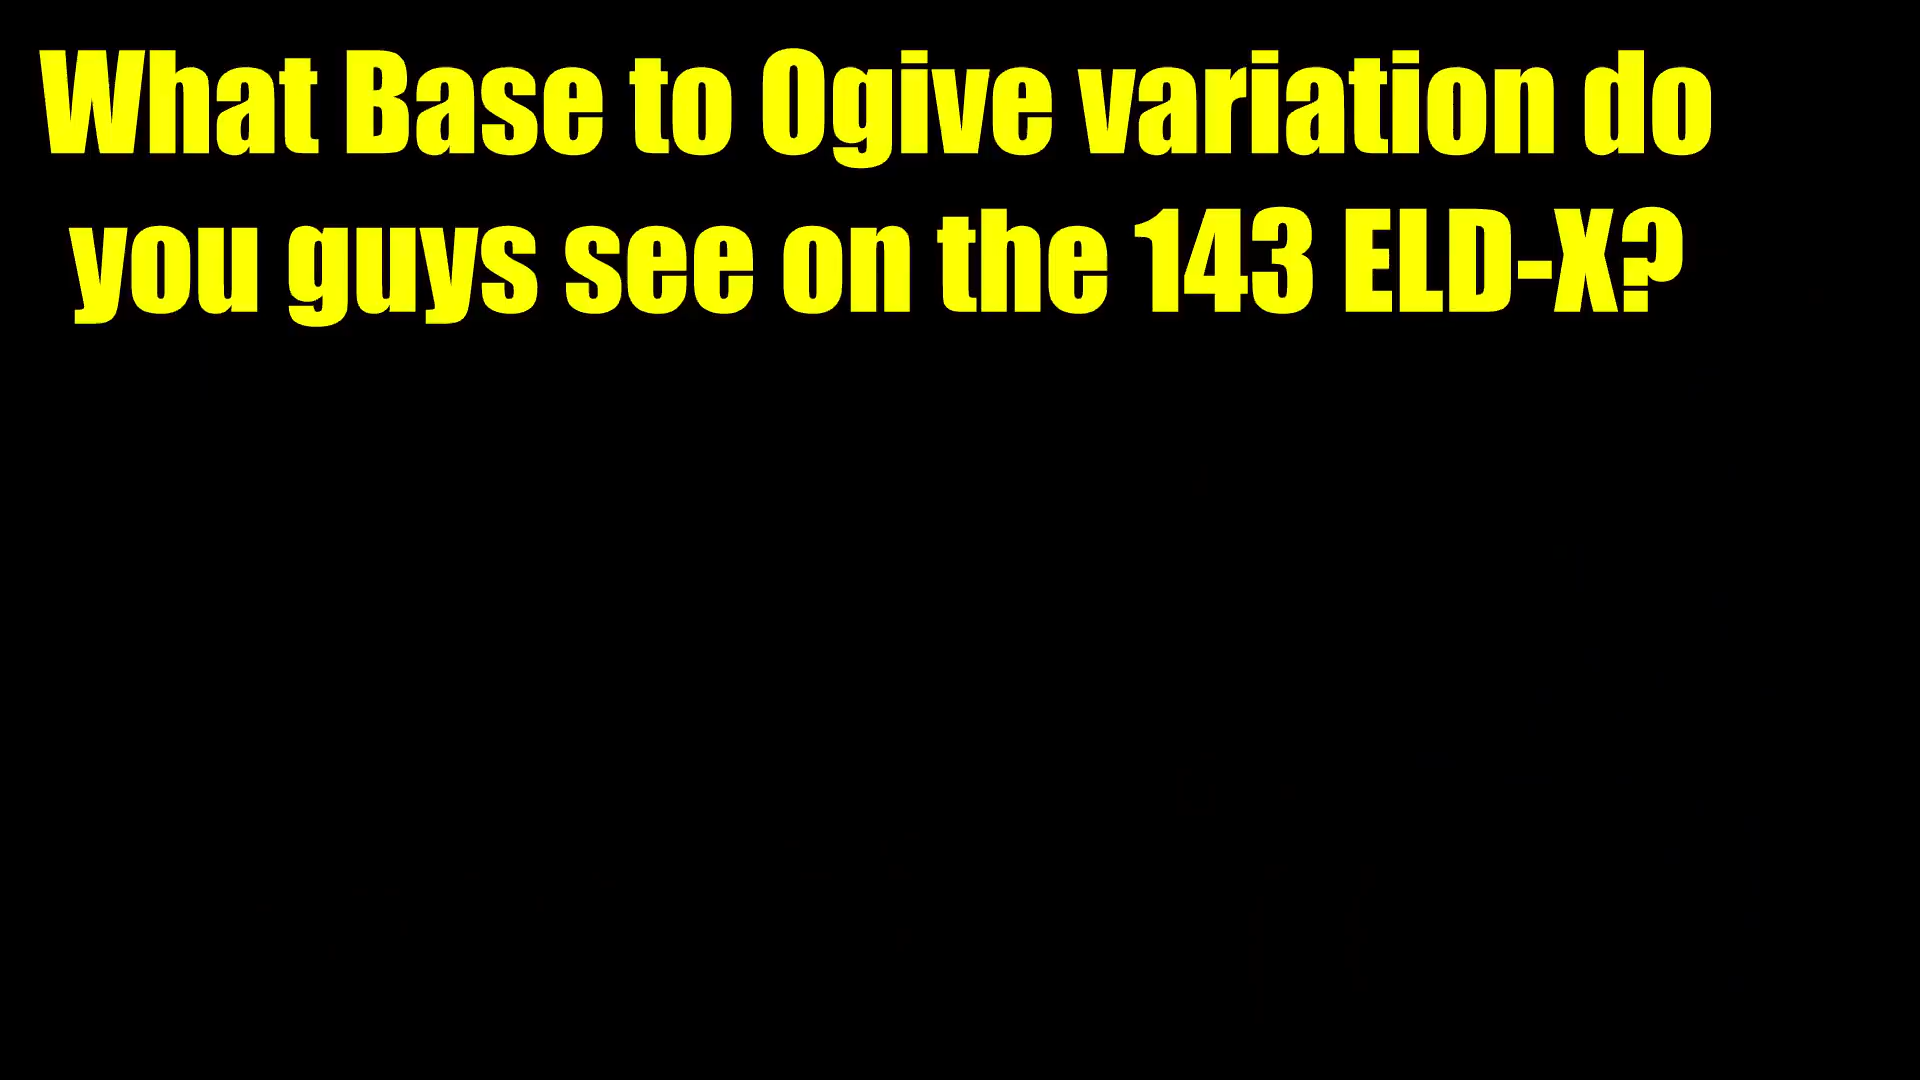 What Base to Ogive variation do
you guys see on the 143 ELD-X?